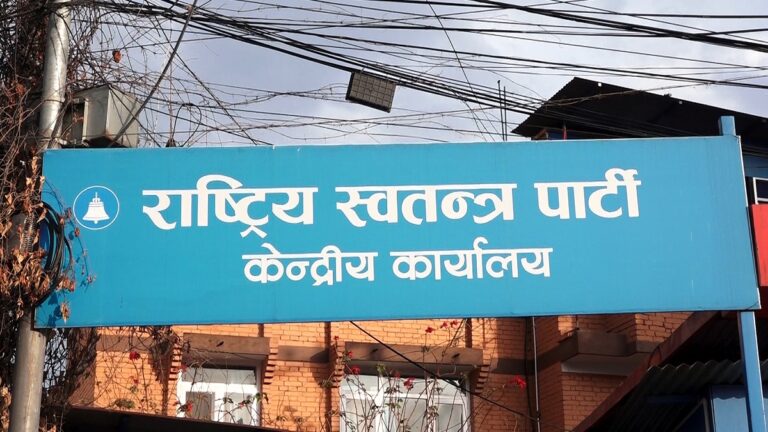 राष्ट्रिय स्वतन्त्र पार्टी
केन्द्रीय कार्यालय